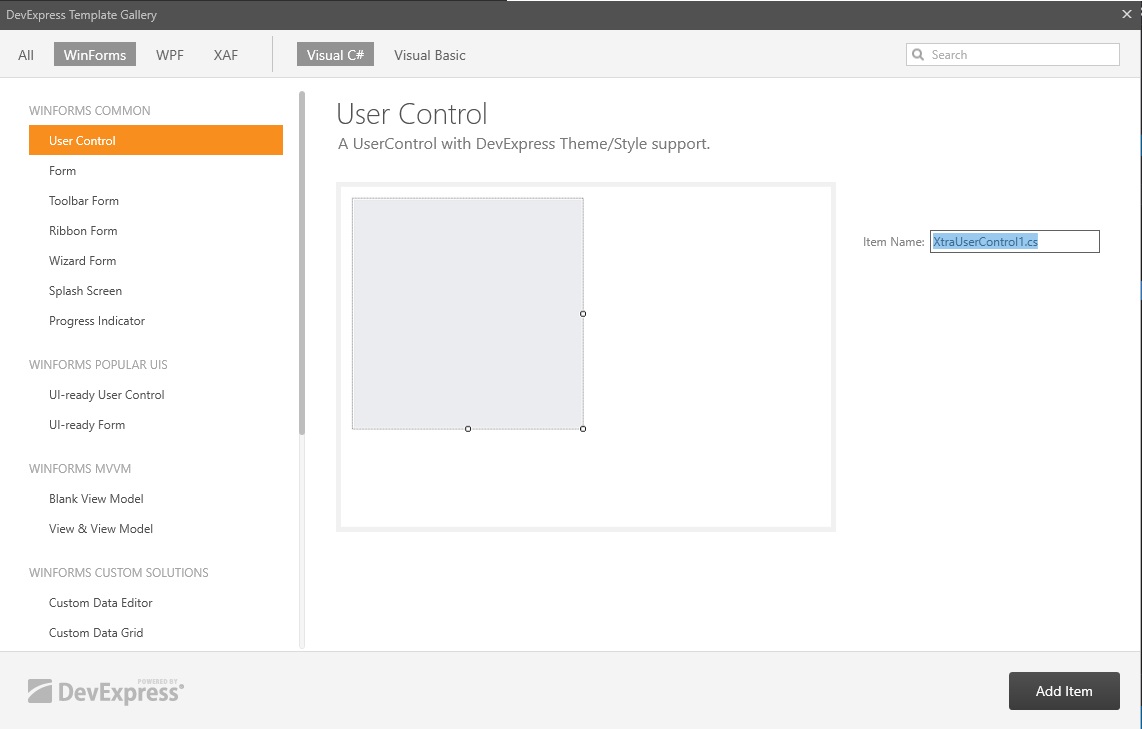 DevExpress Template Gallery
All WinForms WPF XAF Visual C# Visual Basic Search
WINFORMS COMMON
User Control
Form
Toolbar Form
Ribbon Form
Wizard Form
Splash Screen
Progress Indicator
WINFORMS POPULAR UIS
UI-ready User Control
UI-ready Form
WINFORMS MVVM
Blank View Model
View & View Model
WINFORMS CUSTOM SOLUTIONS
Custom Data Editor
Custom Data Grid
User Control
A UserControl with DevExpress Theme/Style support.
Item Name: XtraUserControl1.cs
POWERED BY
DevExpress®
Add Item